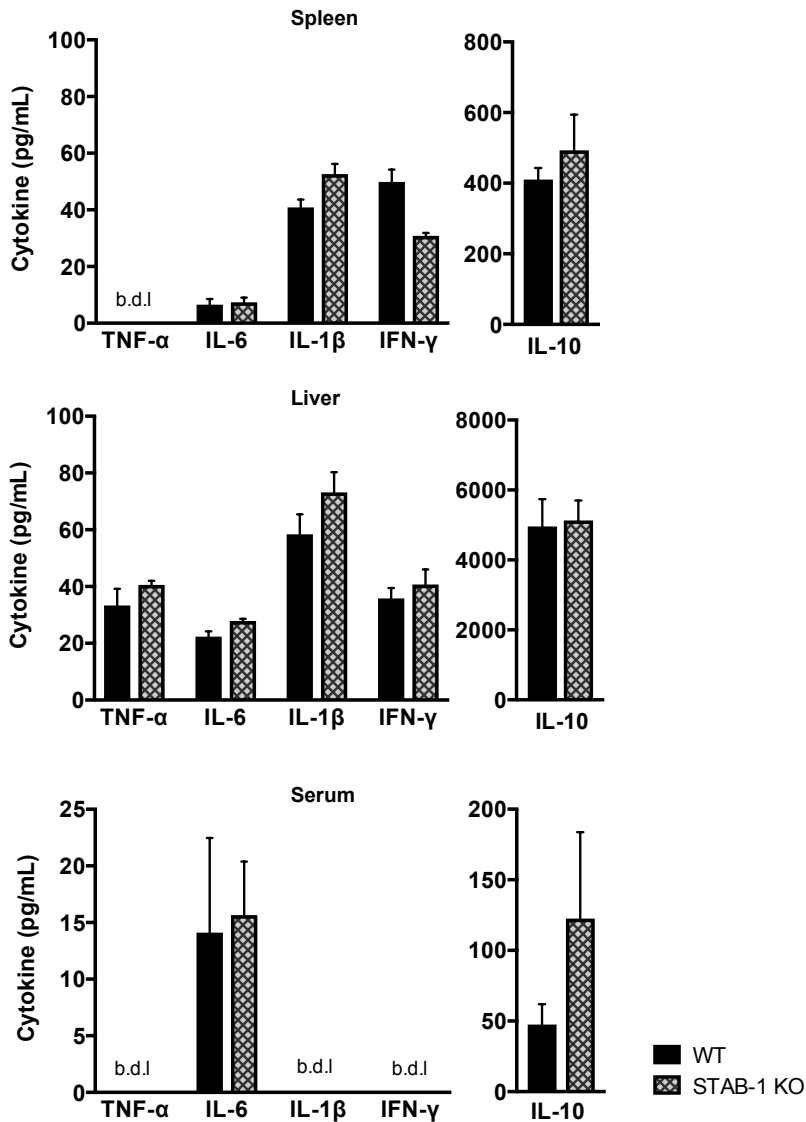 Spleen
Cytokine (pg/mL)
100
80
60
40
20
0
b.d.l
TNF-α IL-6 IL-1β IFN-γ
800
600
400
200
0
IL-10
Liver
Cytokine (pg/mL)
100
80
60
40
20
0
TNF-α IL-6 IL-1β IFN-γ
8000
6000
4000
2000
0
IL-10
Serum
Cytokine (pg/mL)
25
20
15
10
5
0
b.d.l b.d.l b.d.l
TNF-α IL-6 IL-1β IFN-γ
200
150
100
50
0
IL-10
WT
STAB-1 KO